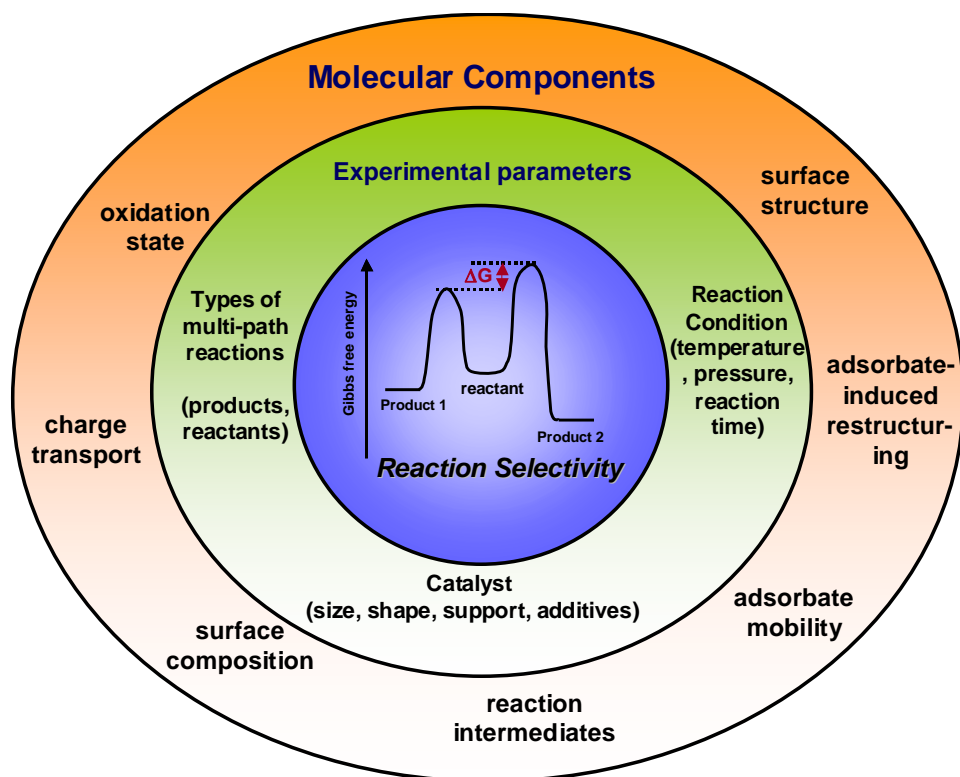 Molecular Components
Experimental parameters
surface
structure
oxidation
state
ΔG
Types of
multi-path
reactions
(products,
reactants)
Gibbs free energy
Product 1
reactant
Product 2
Reaction Selectivity
Reaction
Condition
(temperature
, pressure,
reaction
time)
adsorbate-
induced
restructur-
ing
charge
transport
Catalyst
(size, shape, support, additives)
adsorbate
mobility
surface
composition
reaction
intermediates